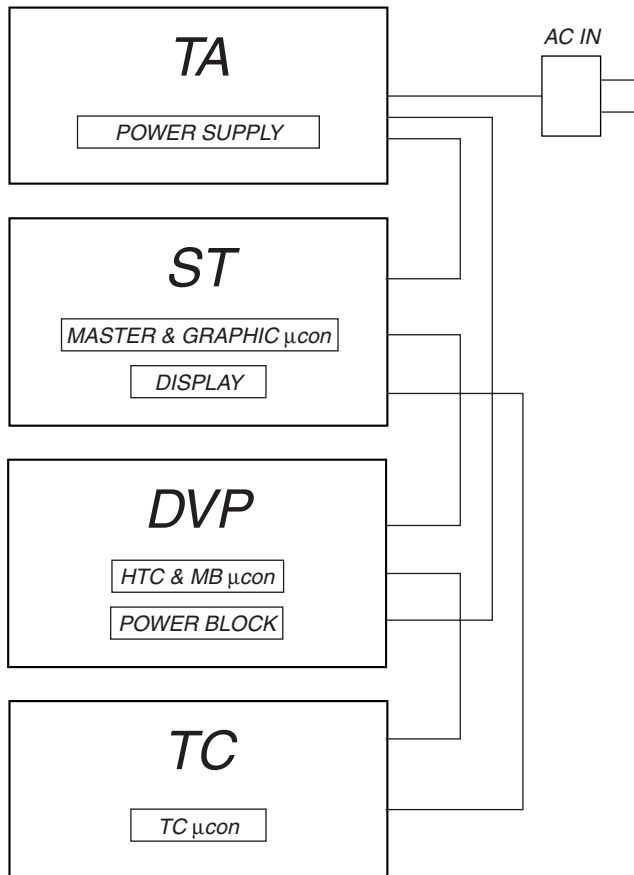 TA
AC IN
POWER SUPPLY
ST
MASTER & GRAPHIC μcon
DISPLAY
DVP
HTC & MB μcon
POWER BLOCK
TC
TC μcon